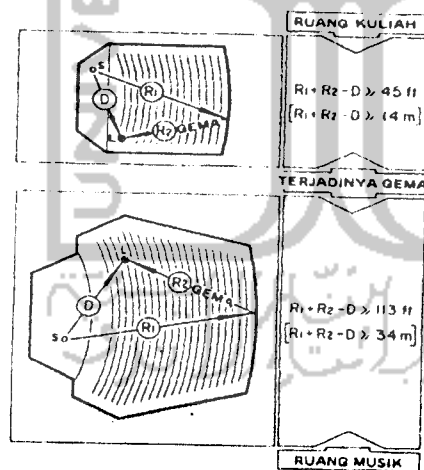 RUANG KULIAH
S
D
R1
L
R2
GEMA
R1 + R2 - D ≥ 45 ft
[R1 + R2 - D ≥ 14 m]
TERJADINYA GEMA
L
D
R2
GEMA
S
R1
R1 + R2 - D ≥ 113 ft
[R1 + R2 - D ≥ 34 m]
RUANG MUSIK